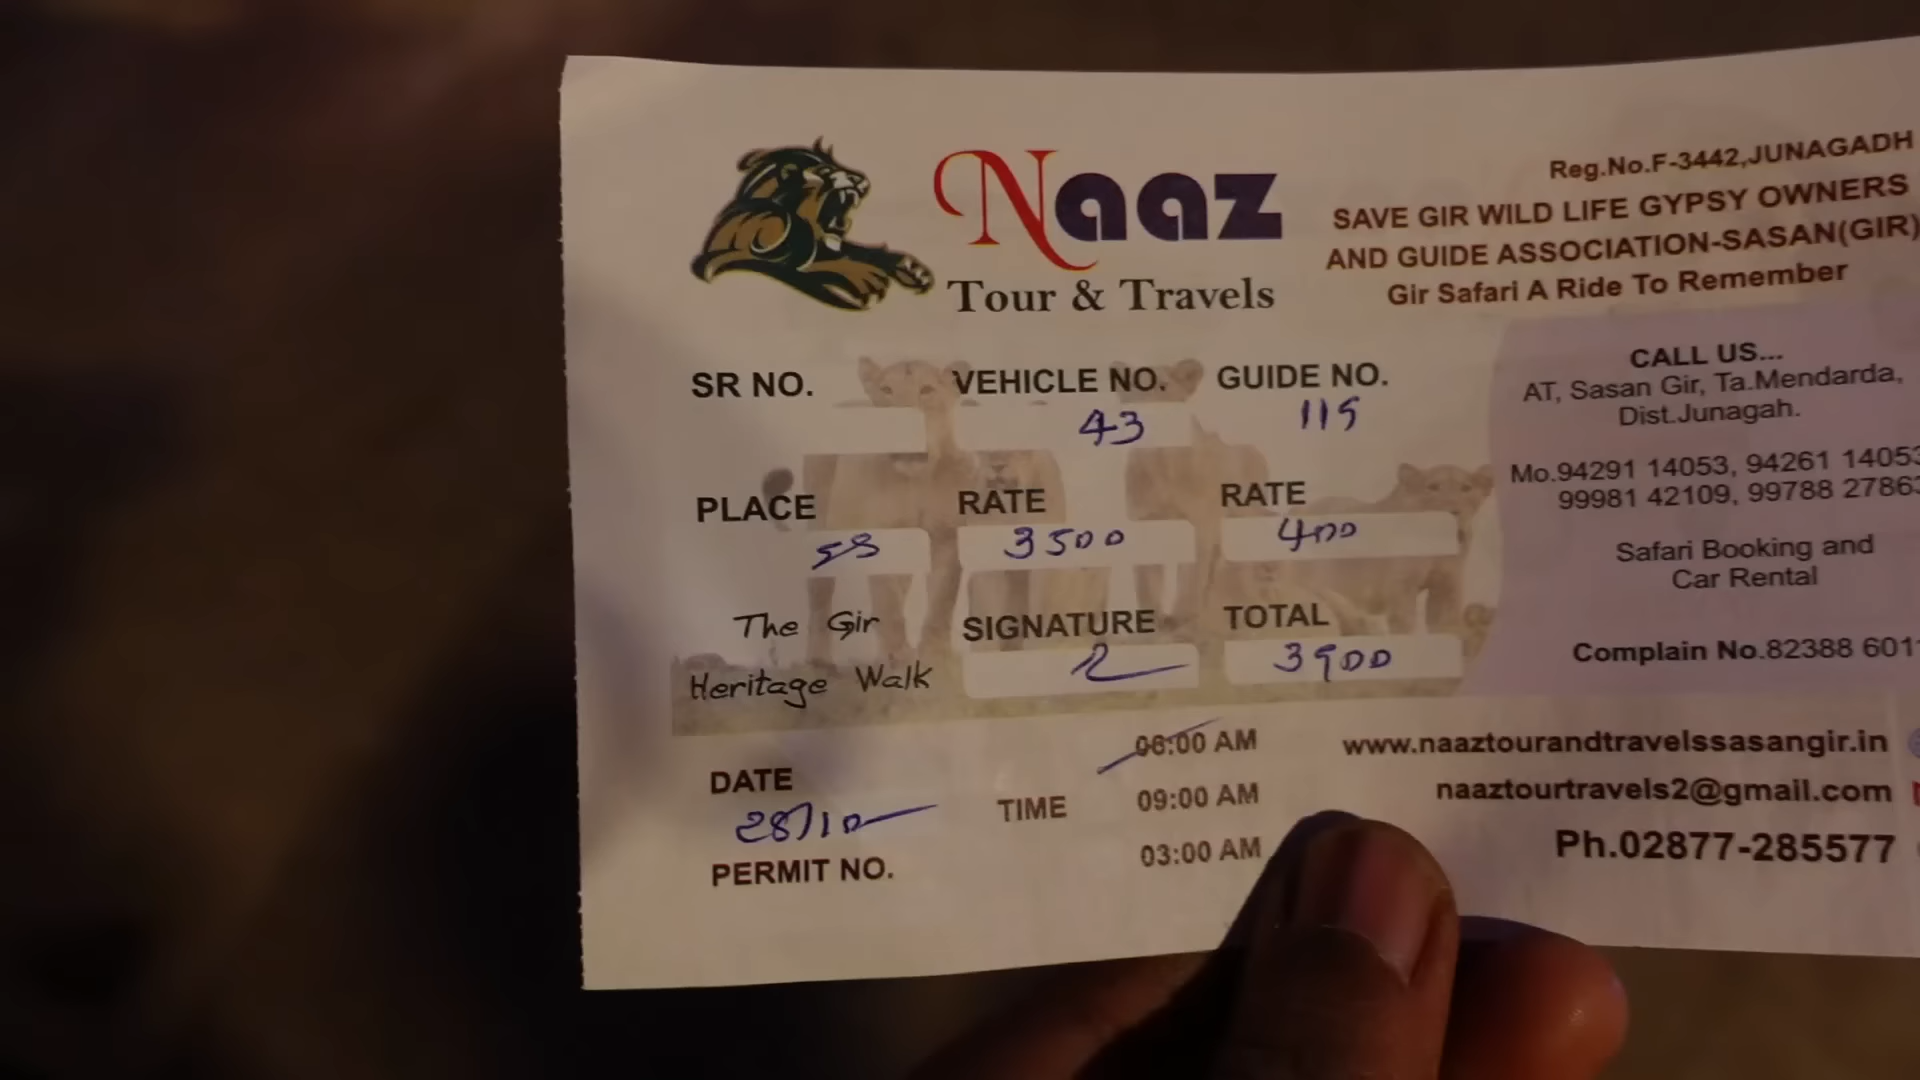 Naaz
Tour & Travels
Reg.No.F-3442,JUNAGADH
SAVE GIR WILD LIFE GYPSY OWNERS
AND GUIDE ASSOCIATION-SASAN(GIR)
Gir Safari A Ride To Remember
SR NO. VEHICLE NO. GUIDE NO.
43 115
PLACE RATE RATE
3500 400
The Gir
Heritage Walk
SIGNATURE TOTAL
3900
DATE
28/10
TIME
06:00 AM
09:00 AM
03:00 AM
PERMIT NO.
CALL US...
AT, Sasan Gir, Ta.Mendarda,
Dist.Junagah.
Mo.94291 14053, 94261 14053
99981 42109, 99788 27863
Safari Booking and
Car Rental
Complain No.82388 6011
www.naaztourandtravelssasangir.in
naaztourtravels2@gmail.com
Ph.02877-285577